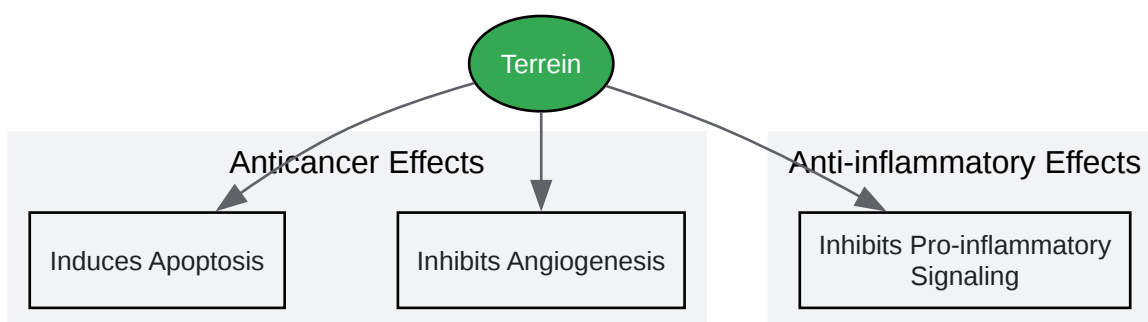 Terrein
Anticancer Effects
Anti-inflammatory Effects
Induces Apoptosis
Inhibits Angiogenesis
Inhibits Pro-inflammatory
Signaling